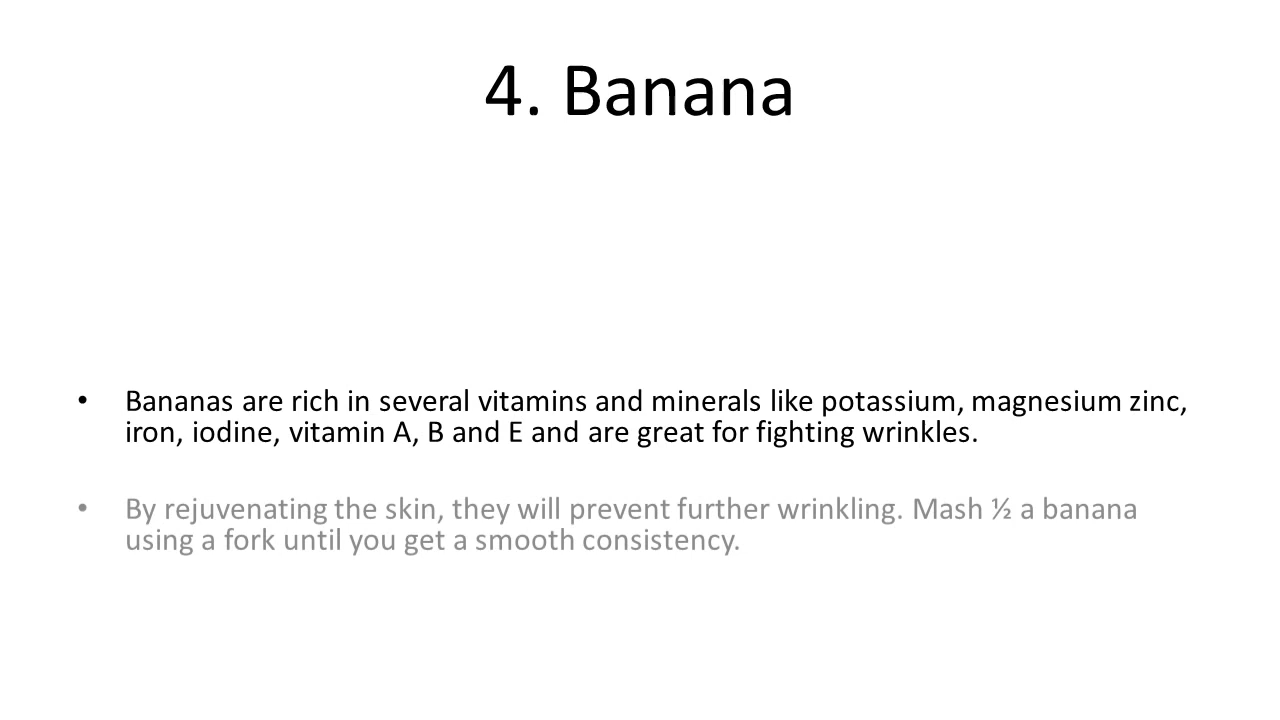 4. Banana
• Bananas are rich in several vitamins and minerals like potassium, magnesium zinc,
iron, iodine, vitamin A, B and E and are great for fighting wrinkles.
• By rejuvenating the skin, they will prevent further wrinkling. Mash ½ a banana
using a fork until you get a smooth consistency.